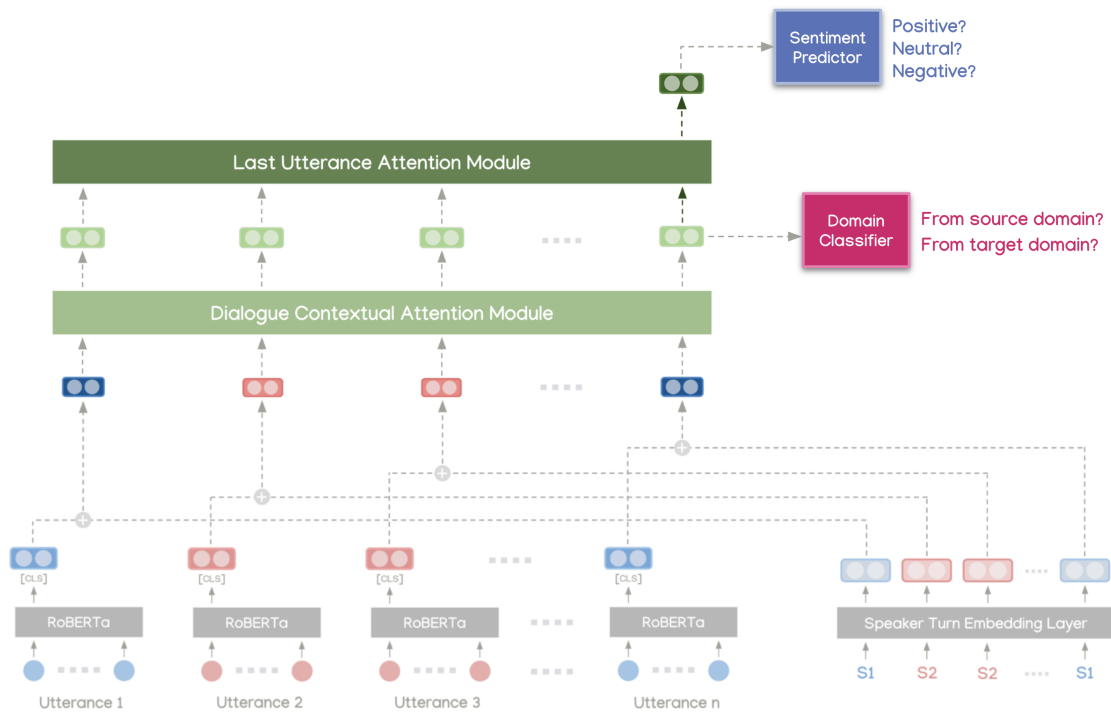 Sentiment
Predictor
Positive?
Neutral?
Negative?
Last Utterance Attention Module
Domain
Classifier
From source domain?
From target domain?
Dialogue Contextual Attention Module
[CLS]
[CLS]
[CLS]
[CLS]
RoBERTa
RoBERTa
RoBERTa
RoBERTa
Speaker Turn Embedding Layer
S1
S2
S2
S1
Utterance 1
Utterance 2
Utterance 3
Utterance n